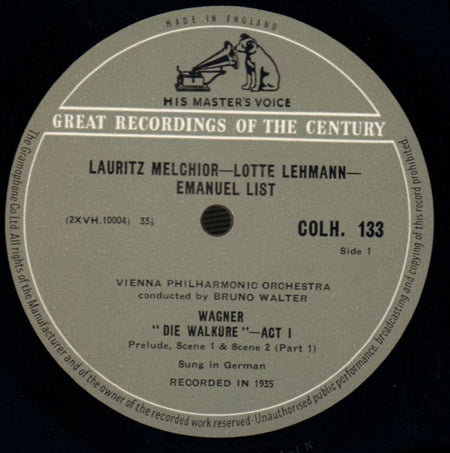 MADE IN ENGLAND
HIS MASTER'S VOICE
GREAT RECORDINGS OF THE CENTURY
LAURITZ MELCHIOR—LOTTE LEHMANN—
EMANUEL LIST
(2XVH.10004) 33⅓
COLH. 133
Side 1
VIENNA PHILHARMONIC ORCHESTRA
conducted by BRUNO WALTER
WAGNER
"DIE WALKÜRE"—ACT I
Prelude, Scene 1 & Scene 2 (Part 1)
Sung in German
RECORDED IN 1935
The Gramophone Co. Ltd All rights of the Manufacturer and of the owner of the recorded work reserved-Unauthorised public performance, broadcasting and copying of this record prohibited.